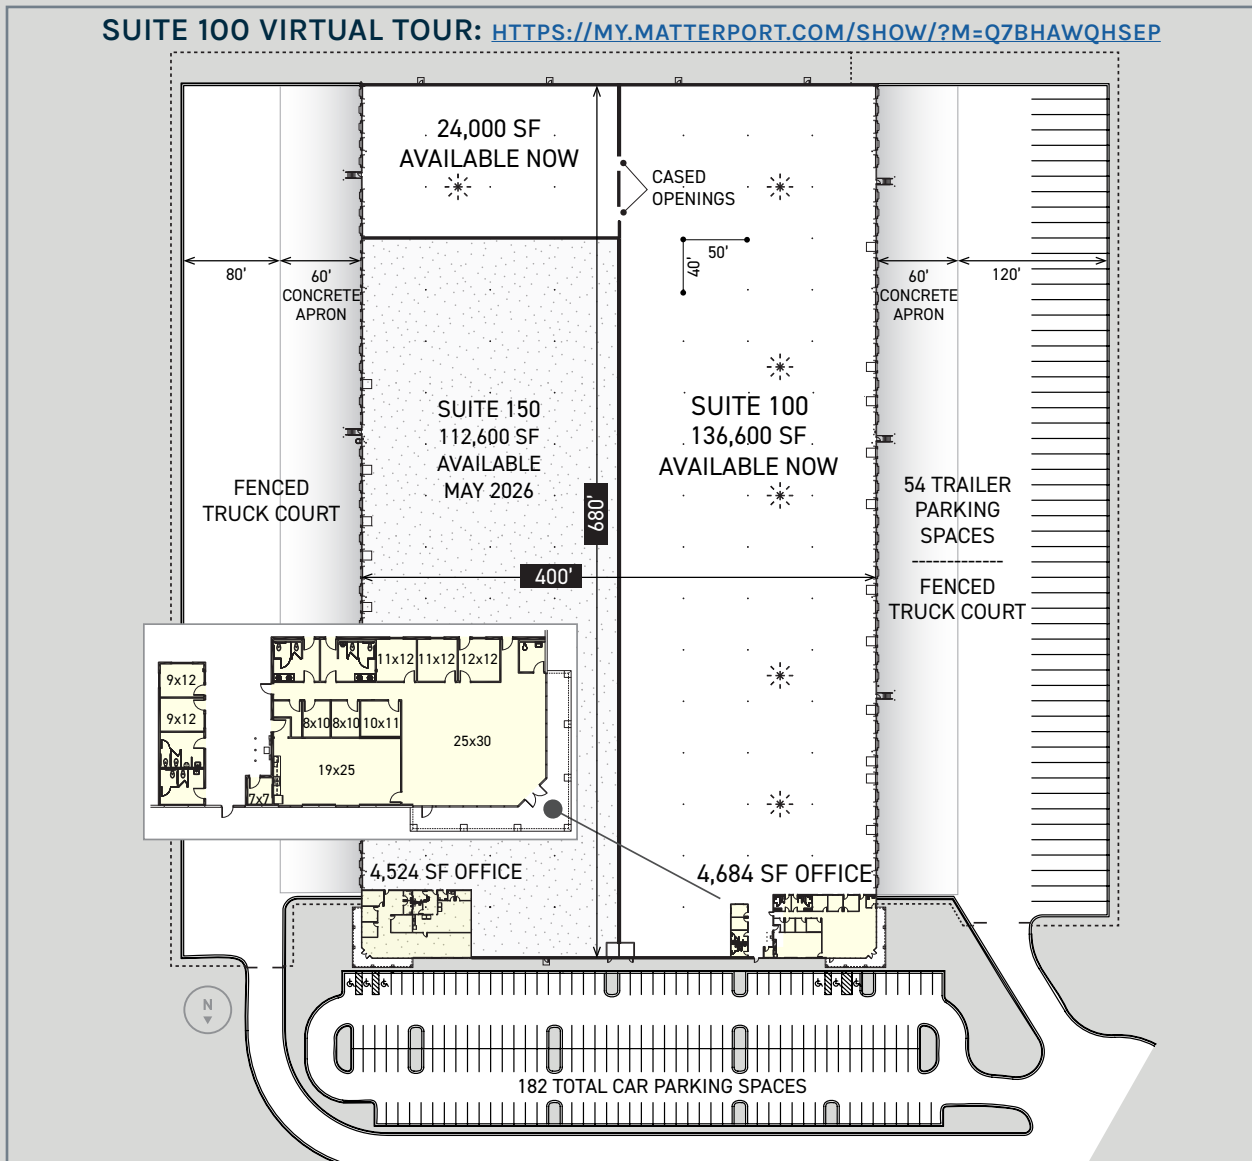 SUITE 100 VIRTUAL TOUR: HTTPS://MY.MATTERPORT.COM/SHOW/?M=Q7BHAWQHSEP
24,000 SF
AVAILABLE NOW
CASED
OPENINGS
50'
40'
80'
60'
CONCRETE
APRON
60'
CONCRETE
APRON
120'
SUITE 150
112,600 SF
AVAILABLE
MAY 2026
SUITE 100
136,600 SF
AVAILABLE NOW
680'
400'
FENCED
TRUCK COURT
54 TRAILER
PARKING
SPACES
--------------
FENCED
TRUCK COURT
11x12
11x12
12x12
9x12
9x12
8x10
8x10
10x11
25x30
19x25
7x7
4,524 SF OFFICE
4,684 SF OFFICE
N
182 TOTAL CAR PARKING SPACES